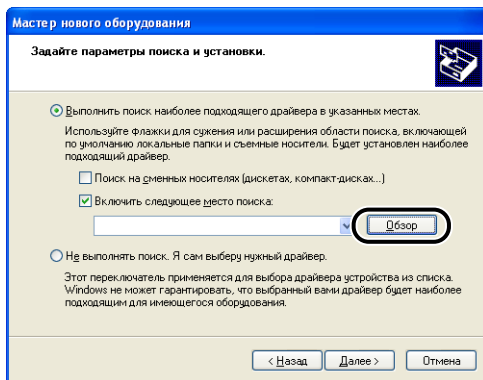 Мастер нового оборудования
Задайте параметры поиска и установки.
Выполнить поиск наиболее подходящего драйвера в указанных местах.
Используйте флажки для сужения или расширения области поиска, включающей
по умолчанию локальные папки и съемные носители. Будет установлен наиболее
подходящий драйвер.
Поиск на сменных носителях (дискетах, компакт-дисках...)
Включить следующее место поиска:
Обзор
Не выполнять поиск. Я сам выберу нужный драйвер.
Этот переключатель применяется для выбора драйвера устройства из списка.
Windows не может гарантировать, что выбранный вами драйвер будет наиболее
подходящим для имеющегося оборудования.
< Назад Далее > Отмена